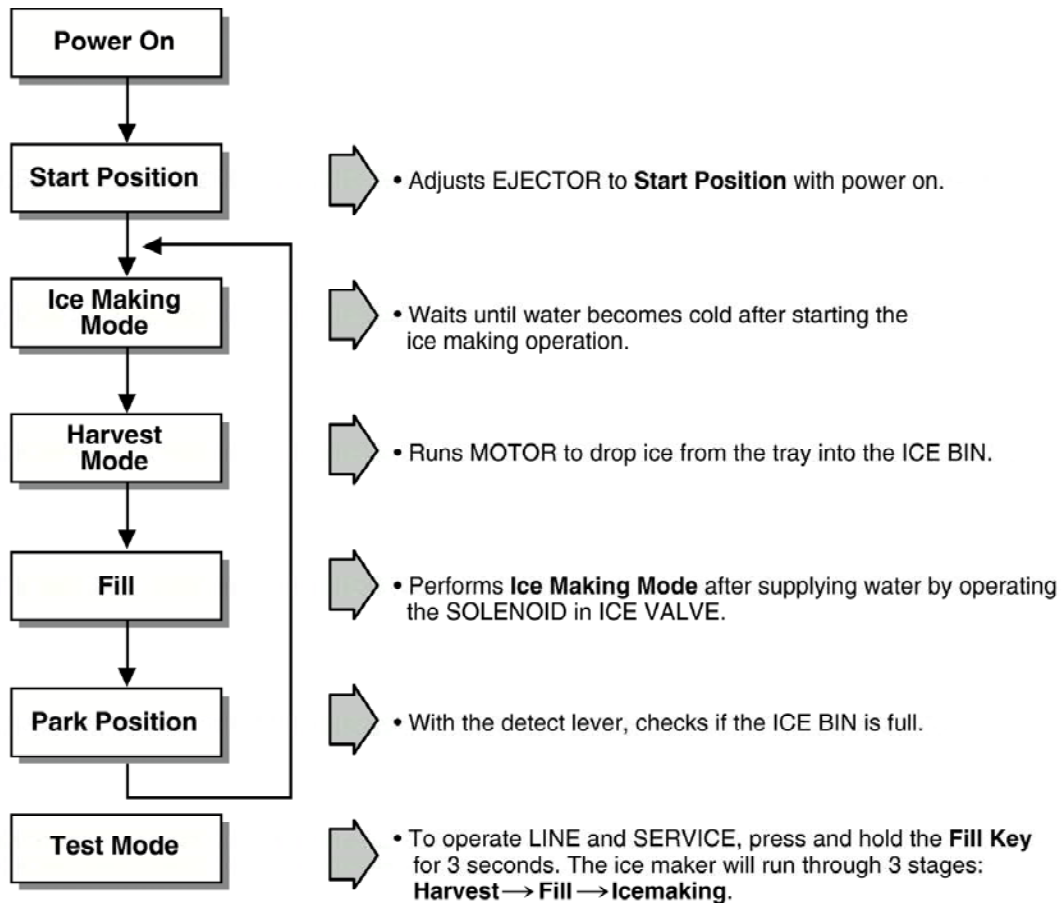 Power On
Start Position
• Adjusts EJECTOR to Start Position with power on.
Ice Making
Mode
• Waits until water becomes cold after starting the
ice making operation.
Harvest
Mode
• Runs MOTOR to drop ice from the tray into the ICE BIN.
Fill
• Performs Ice Making Mode after supplying water by operating
the SOLENOID in ICE VALVE.
Park Position
• With the detect lever, checks if the ICE BIN is full.
Test Mode
• To operate LINE and SERVICE, press and hold the Fill Key
for 3 seconds. The ice maker will run through 3 stages:
Harvest→Fill→Icemaking.